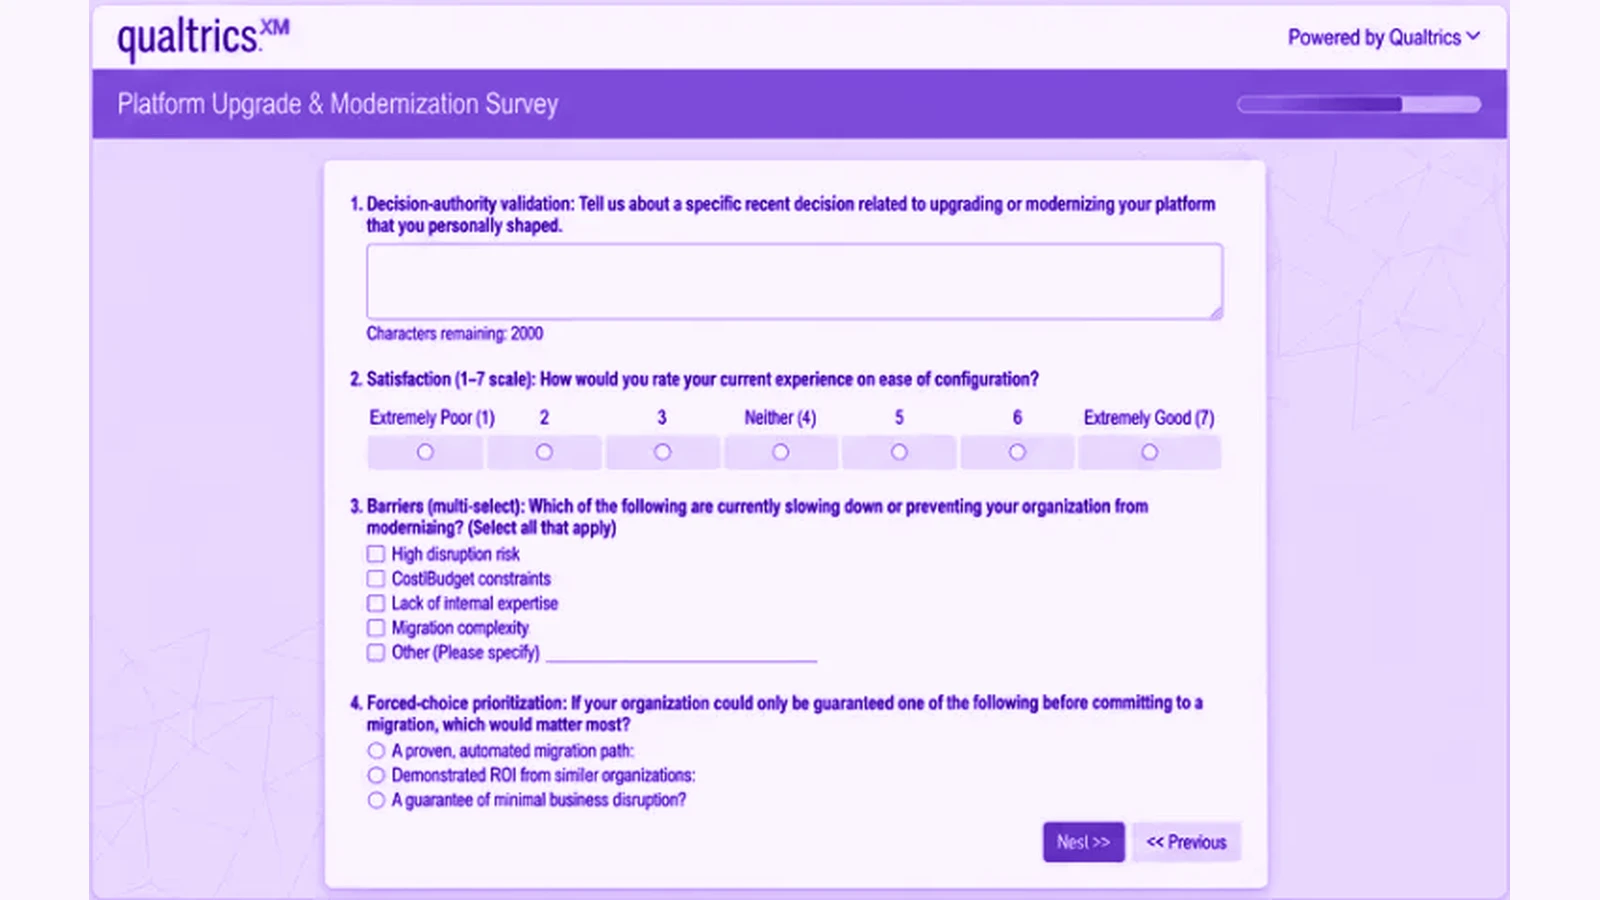 qualtrics.XM
Powered by Qualtrics
Platform Upgrade & Modernization Survey
1. Decision-authority validation: Tell us about a specific recent decision related to upgrading or modernizing your platform
that you personally shaped.
Characters remaining: 2000
2. Satisfaction (1–7 scale): How would you rate your current experience on ease of configuration?
Extremely Poor (1) 2 3 Neither (4) 5 6 Extremely Good (7)
3. Barriers (multi-select): Which of the following are currently slowing down or preventing your organization from
moderniaing? (Select all that apply)
High disruption risk
Cost|Budget constraints
Lack of internal expertise
Migration complexity
Other (Please specify)
4. Forced-choice prioritization: If your organization could only be guaranteed one of the following before committing to a
migration, which would matter most?
A proven, automated migration path:
Demonstrated ROI from similer organizations:
A guarantee of minimal business disruption?
Nesl >> << Previous